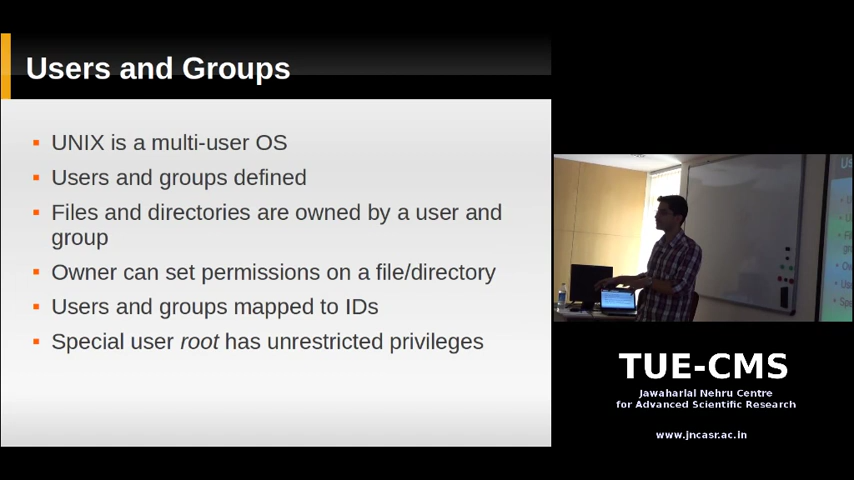 Users and Groups
UNIX is a multi-user OS
Users and groups defined
Files and directories are owned by a user and
group
Owner can set permissions on a file/directory
Users and groups mapped to IDs
Special user root has unrestricted privileges
TUE-CMS
Jawaharlal Nehru Centre
for Advanced Scientific Research
www.jncasr.ac.in